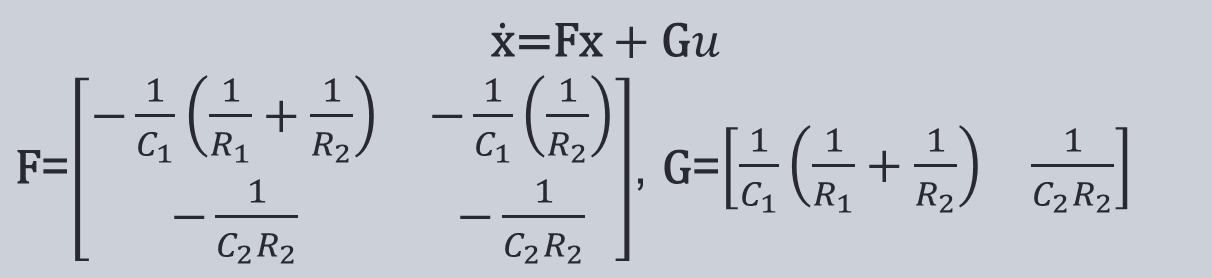 ẋ=Fx + Gu
F=[−1/C₁ (1/R₁ + 1/R₂) −1/C₁ (1/R₂)
−1/C₂R₂ −1/C₂R₂], G=[1/C₁ (1/R₁ + 1/R₂) 1/C₂R₂]